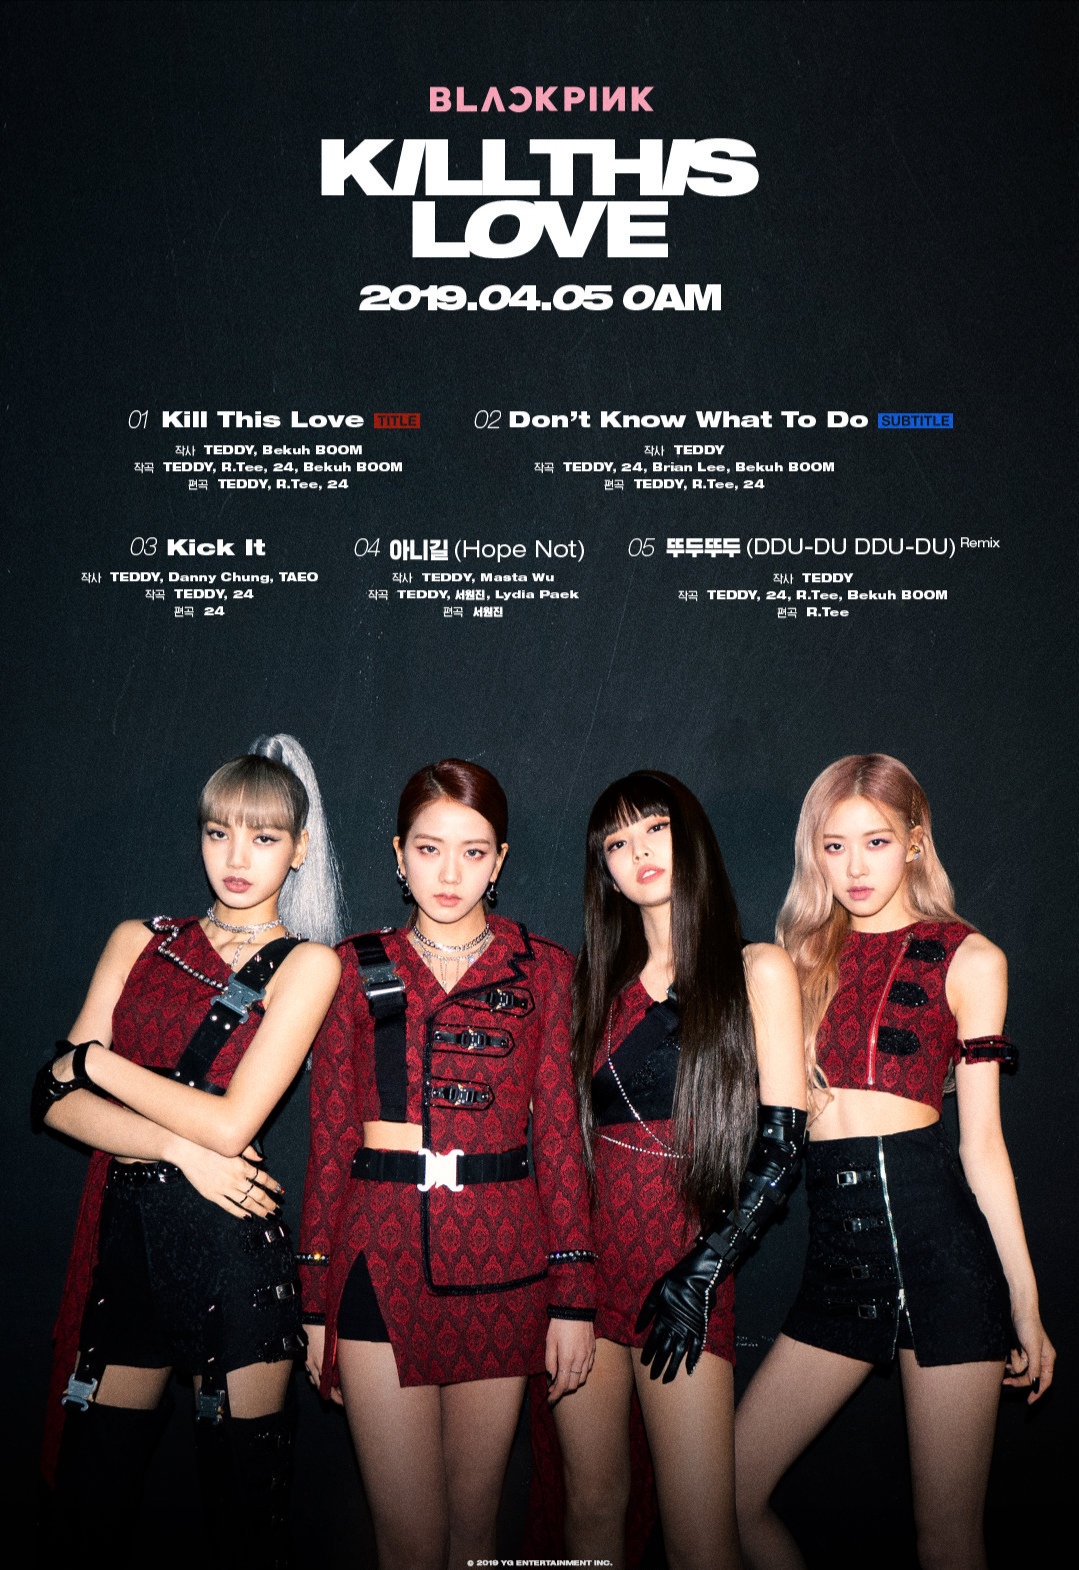 BLACKPINK
KILL THIS
LOVE
2019.04.05 0AM
01 Kill This Love TITLE
작사 TEDDY, Bekuh BOOM
작곡 TEDDY, R.Tee, 24, Bekuh BOOM
편곡 TEDDY, R.Tee, 24
02 Don't Know What To Do SUBTITLE
작사 TEDDY
작곡 TEDDY, 24, Brian Lee, Bekuh BOOM
편곡 TEDDY, R.Tee, 24
03 Kick It
작사 TEDDY, Danny Chung, TAEO
작곡 TEDDY, 24
편곡 24
04 아니길 (Hope Not)
작사 TEDDY, Masta Wu
작곡 TEDDY, 서원진, Lydia Paek
편곡 서원진
05 뚜두뚜두 (DDU-DU DDU-DU) Remix
작사 TEDDY
작곡 TEDDY, 24, R.Tee, Bekuh BOOM
편곡 R.Tee
© 2019 YG ENTERTAINMENT INC.